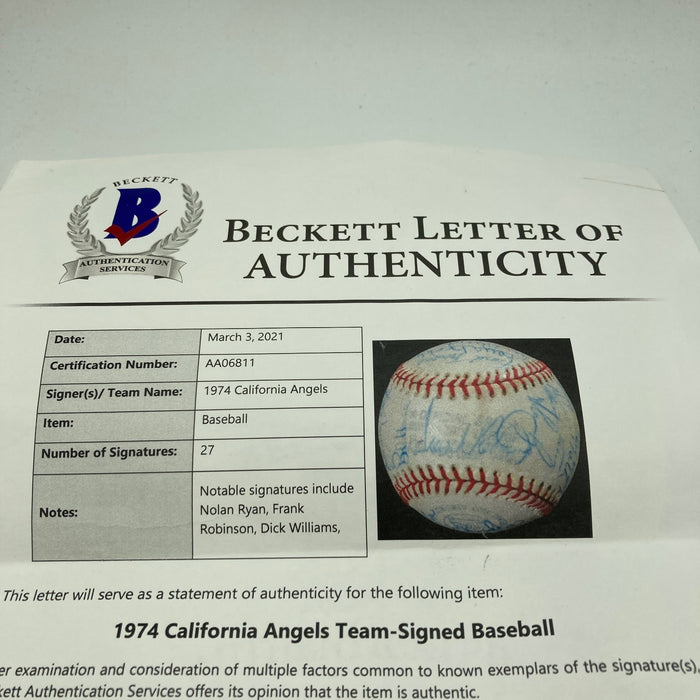 BECKETT
B
AUTHENTICATION
SERVICES
BECKETT LETTER OF
AUTHENTICITY
Date: March 3, 2021
Certification Number: AA06811
Signer(s)/ Team Name: 1974 California Angels
Item: Baseball
Number of Signatures: 27
Notes: Notable signatures include
Nolan Ryan, Frank
Robinson, Dick Williams,
This letter will serve as a statement of authenticity for the following item:
1974 California Angels Team-Signed Baseball
er examination and consideration of multiple factors common to known exemplars of the signature(s),
kett Authentication Services offers its opinion that the item is authentic.